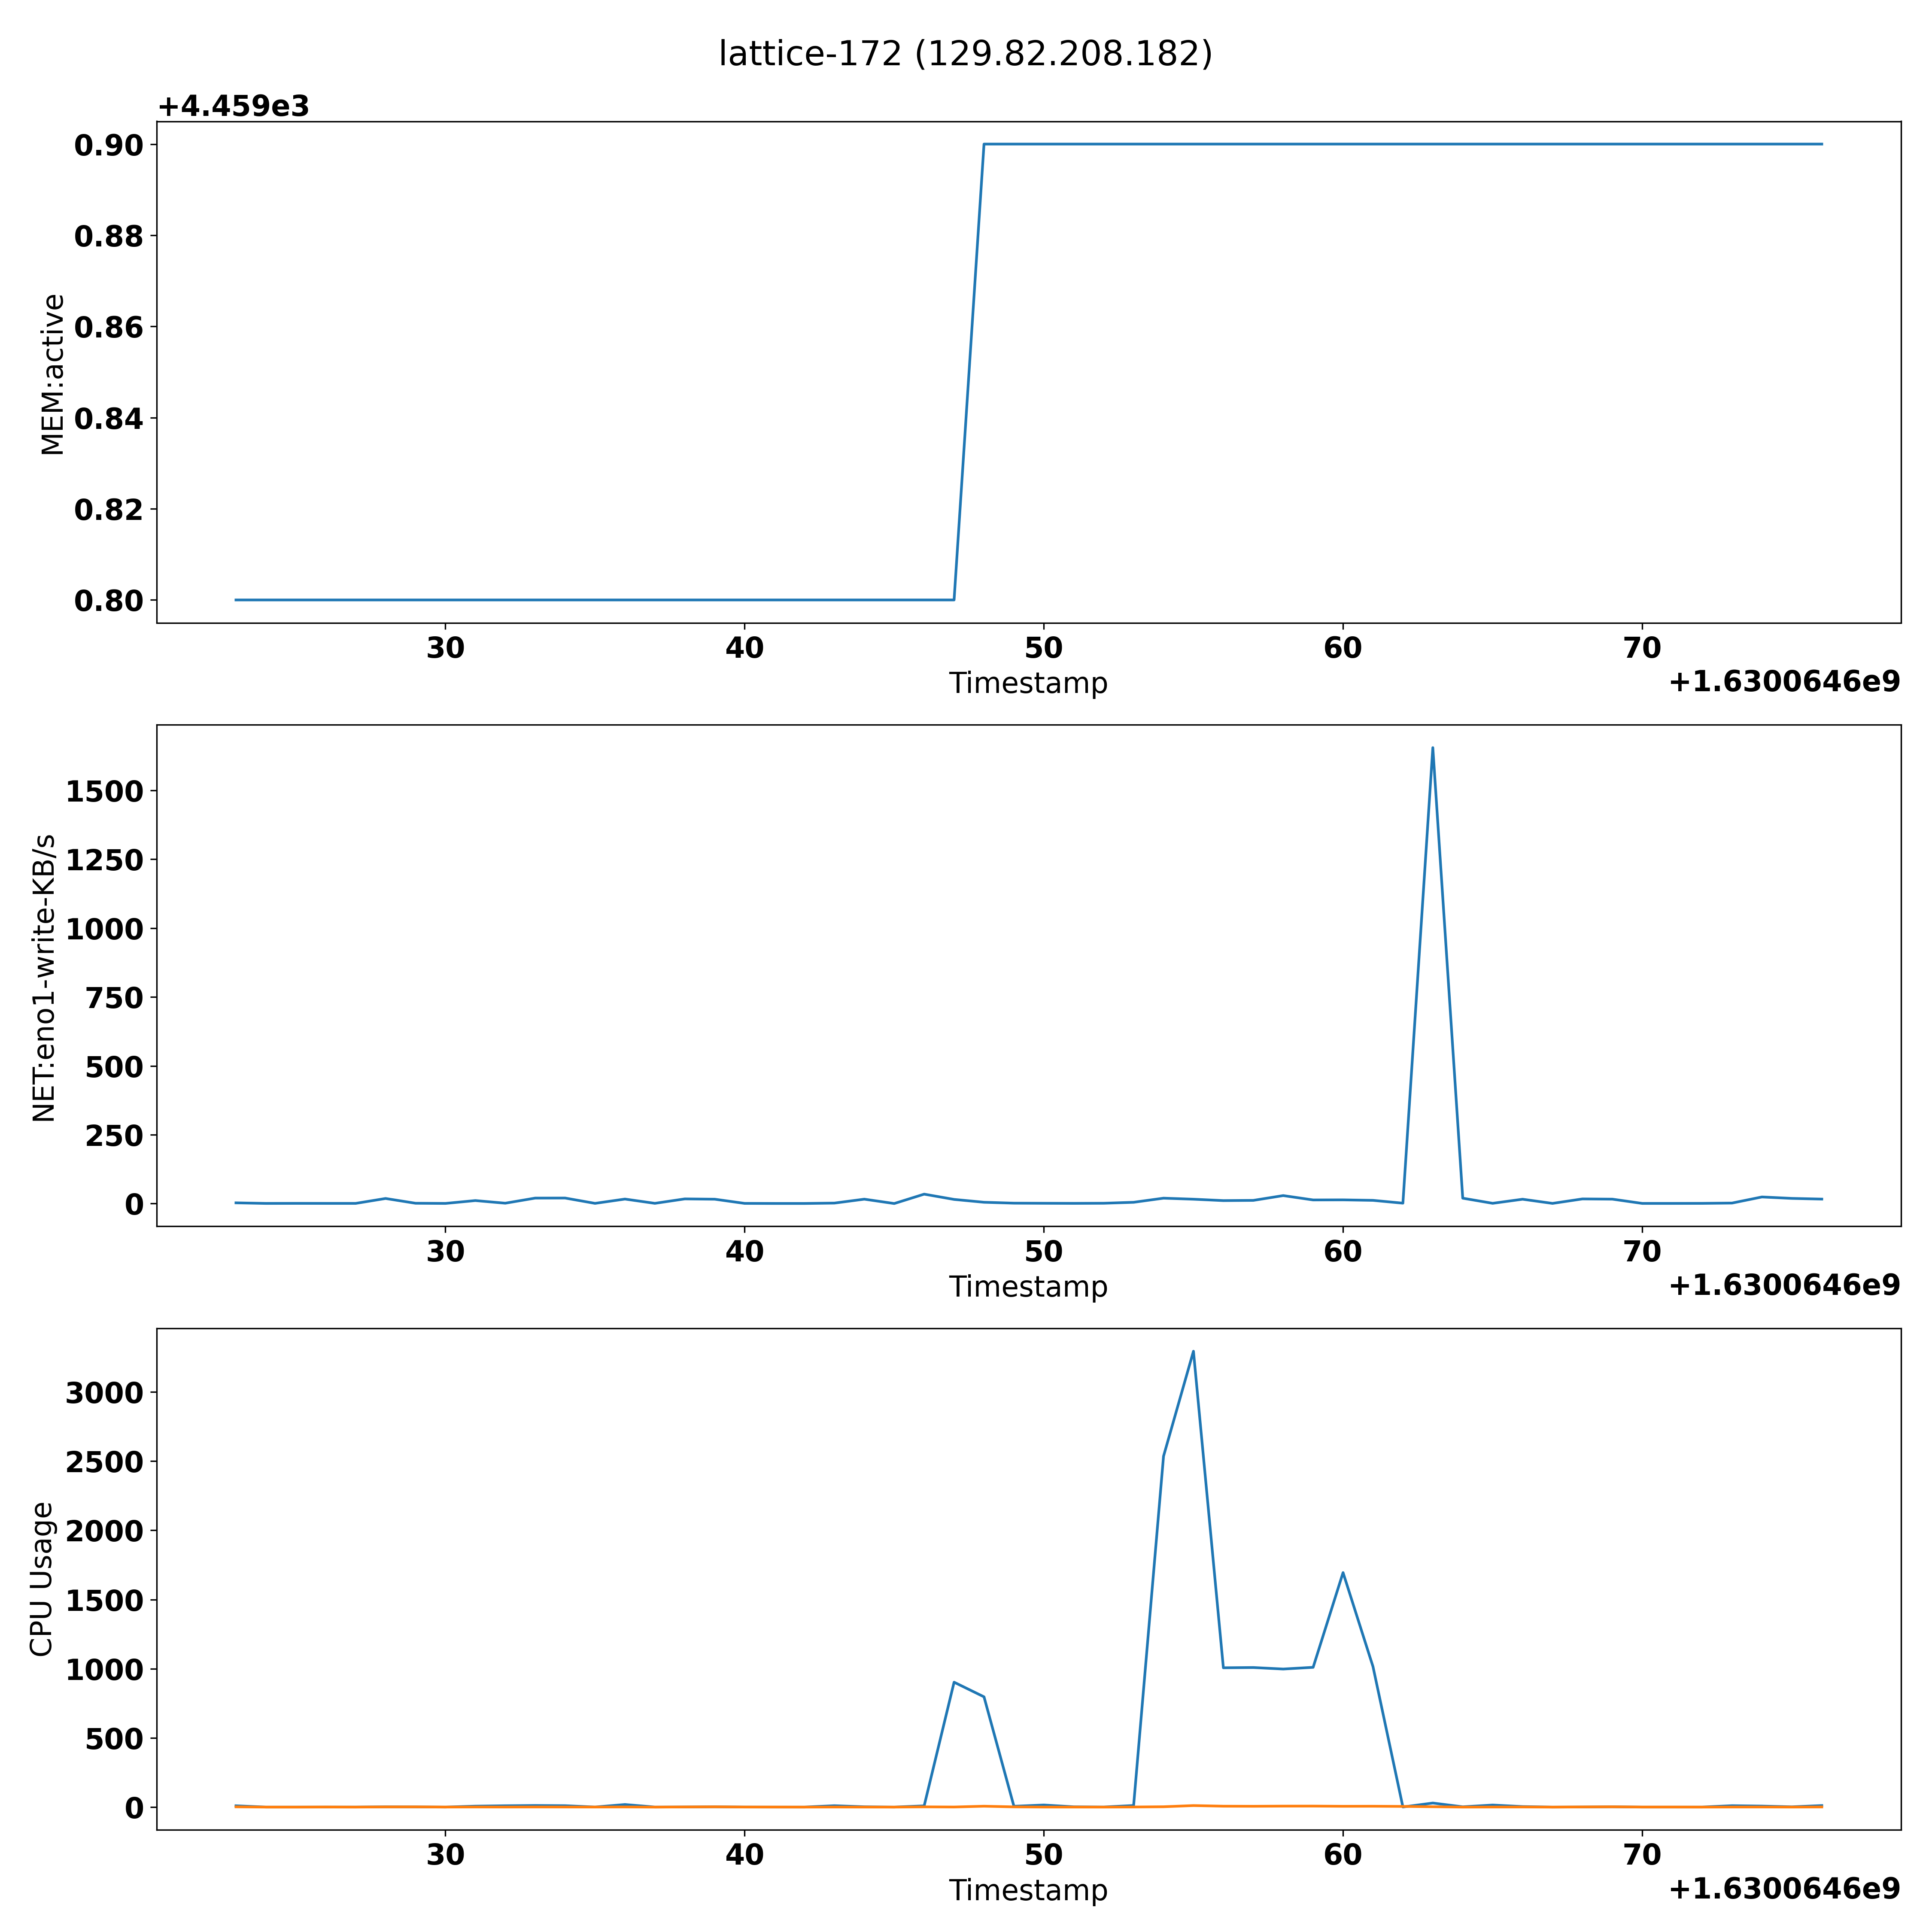 lattice-172 (129.82.208.182)
+4.459e3
0.90
0.88
0.86
0.84
0.82
0.80
MEM:active
30 40 50 60 70
Timestamp
+1.6300646e9
1500
1250
1000
750
500
250
0
NET:eno1-write-KB/s
30 40 50 60 70
Timestamp
+1.6300646e9
3000
2500
2000
1500
1000
500
0
CPU Usage
30 40 50 60 70
Timestamp
+1.6300646e9